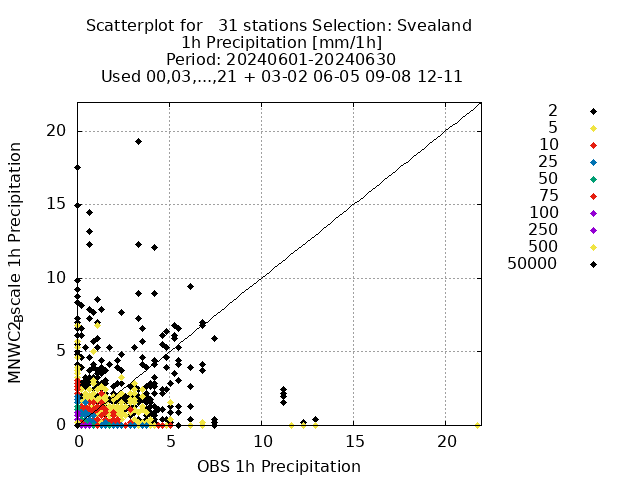 Scatterplot for 31 stations Selection: Svealand
1h Precipitation [mm/1h]
Period: 20240601-20240630
Used 00,03,...,21 + 03-02 06-05 09-08 12-11
2
5
10
25
50
75
100
250
500
50000
MNWC2Bscale 1h Precipitation
20
15
10
5
0
0 5 10 15 20
OBS 1h Precipitation